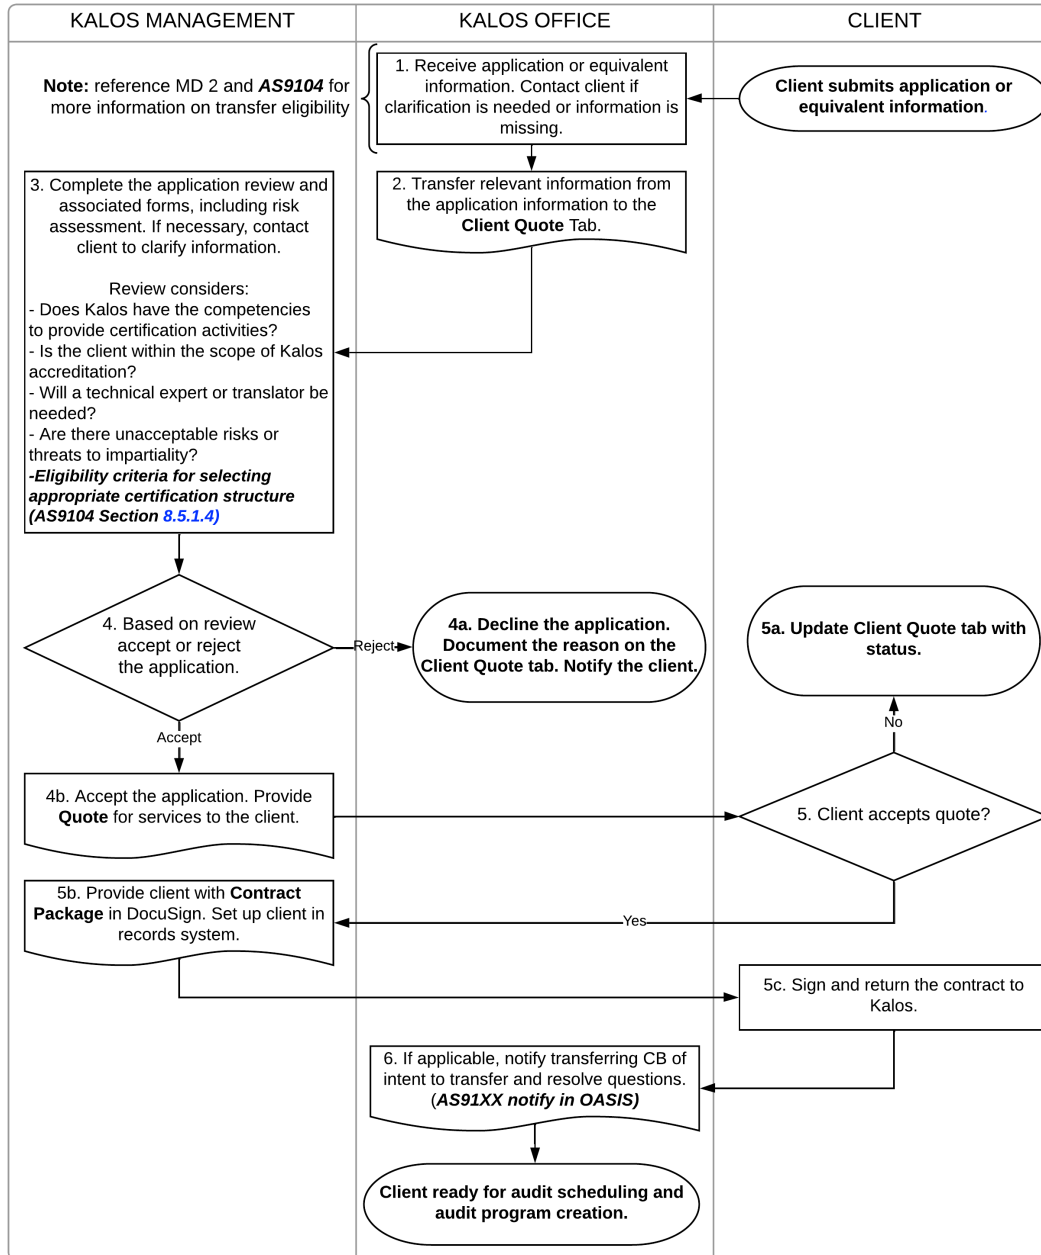 KALOS MANAGEMENT
KALOS OFFICE
CLIENT
Note: reference MD 2 and AS9104 for
more information on transfer eligibility
1. Receive application or equivalent
information. Contact client if
clarification is needed or information is
missing.
Client submits application or
equivalent information.
2. Transfer relevant information from
the application information to the
Client Quote Tab.
3. Complete the application review and
associated forms, including risk
assessment. If necessary, contact
client to clarify information.
Review considers:
- Does Kalos have the competencies
to provide certification activities?
- Is the client within the scope of Kalos
accreditation?
- Will a technical expert or translator be
needed?
- Are there unacceptable risks or
threats to impartiality?
-Eligibility criteria for selecting
appropriate certification structure
(AS9104 Section 8.5.1.4)
4. Based on review
accept or reject
the application.
Reject
4a. Decline the application.
Document the reason on the
Client Quote tab. Notify the client.
5a. Update Client Quote tab with
status.
No
Accept
4b. Accept the application. Provide
Quote for services to the client.
5. Client accepts quote?
5b. Provide client with Contract
Package in DocuSign. Set up client in
records system.
Yes
5c. Sign and return the contract to
Kalos.
6. If applicable, notify transferring CB of
intent to transfer and resolve questions.
(AS91XX notify in OASIS)
Client ready for audit scheduling and
audit program creation.